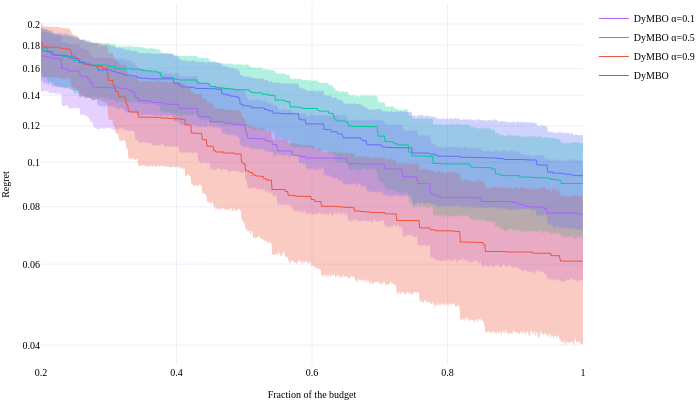 DyMBO α=0.1
DyMBO α=0.5
DyMBO α=0.9
DyMBO
0.2
0.18
0.16
0.14
0.12
0.1
0.08
0.06
0.04
Regret
0.2 0.4 0.6 0.8 1
Fraction of the budget